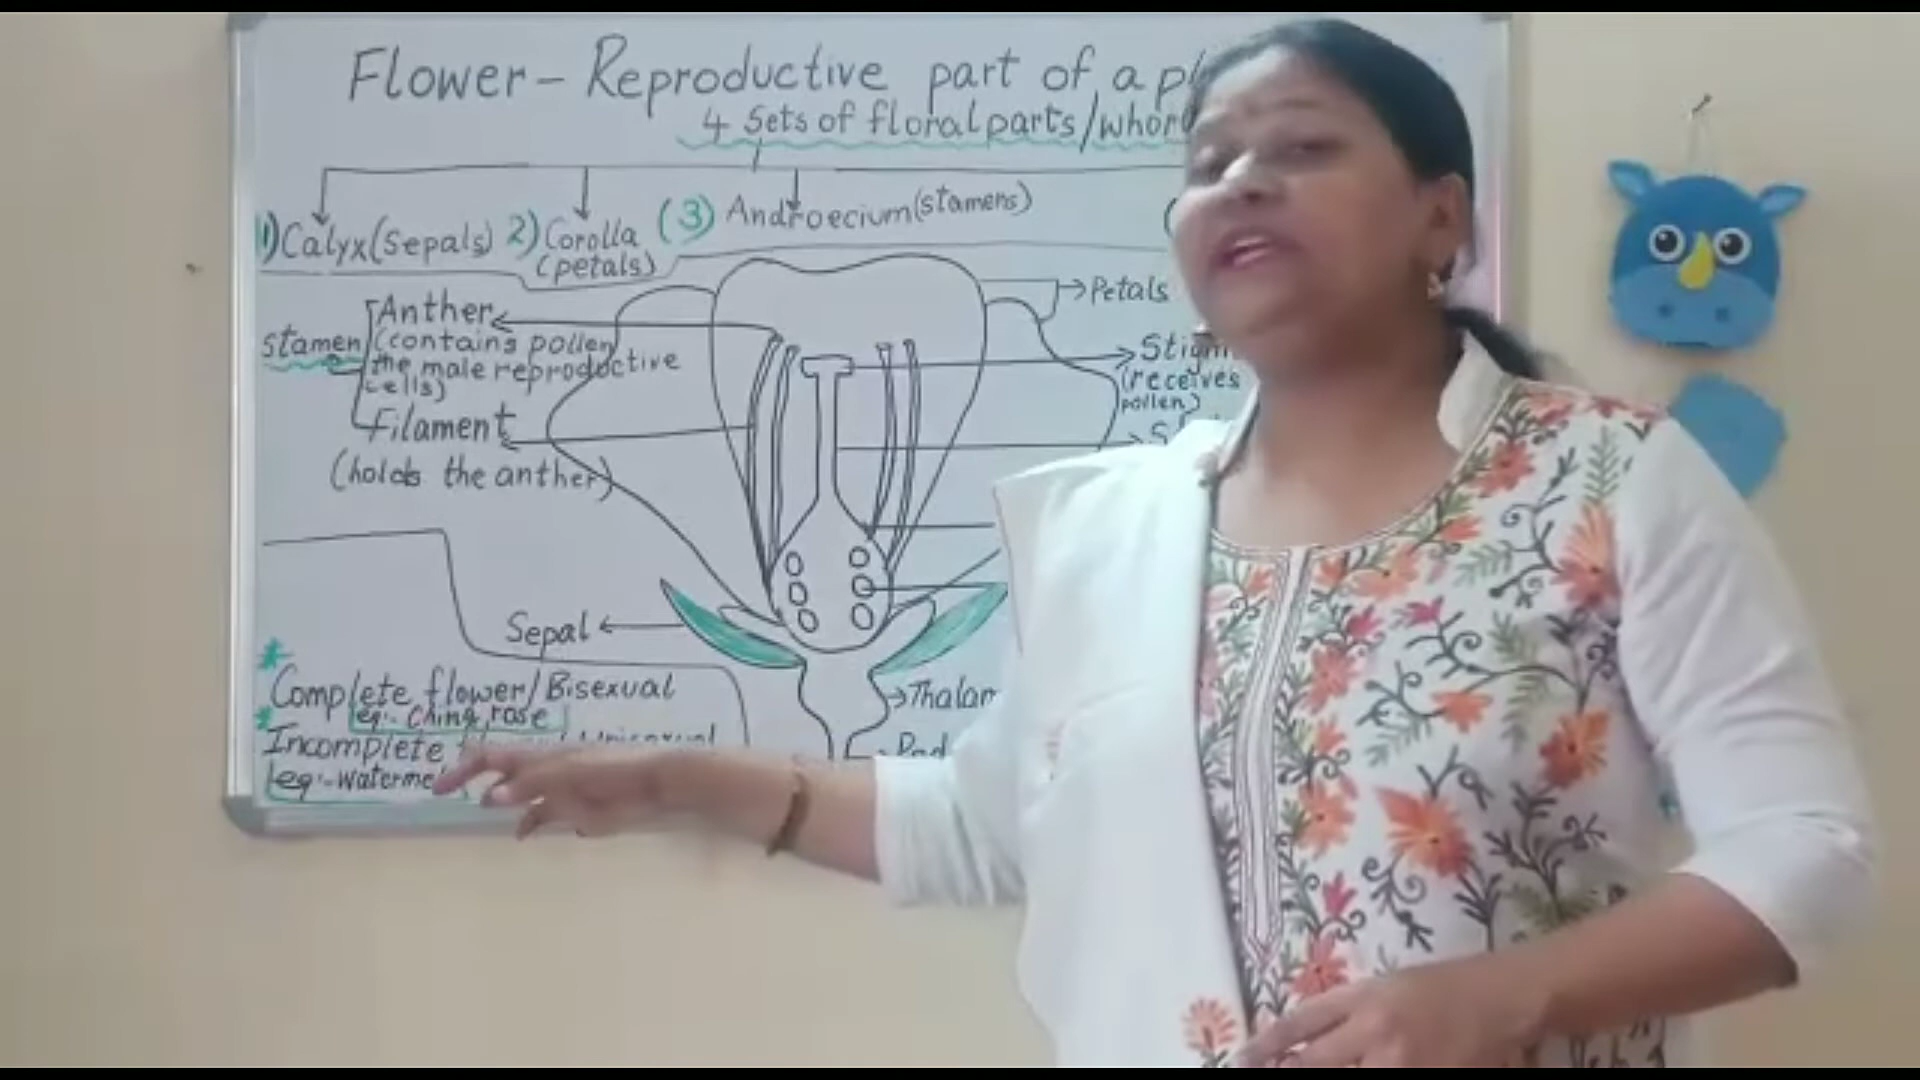 Flower - Reproductive part of a
4 Sets of floral parts/whor
1) Calyx (Sepals) 2) Corolla (petals) (3) Androecium (stamens)
Petals
Anther
stamen
(contains pollen
the male reproductive
cells)
Filament
(holds the anther)
(receives
pollen)
Sepal
Complete flower/Bisexual
eg:- China rose
Thalam
Incomplete
eg:- waterme